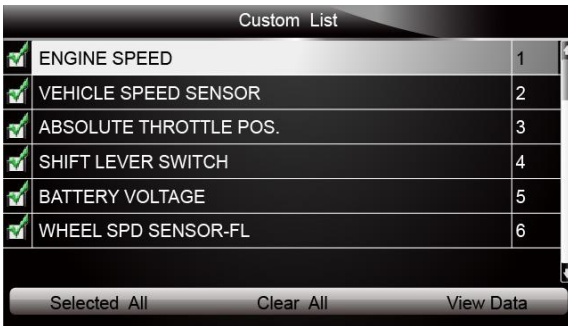 Custom List
ENGINE SPEED 1
VEHICLE SPEED SENSOR 2
ABSOLUTE THROTTLE POS. 3
SHIFT LEVER SWITCH 4
BATTERY VOLTAGE 5
WHEEL SPD SENSOR-FL 6
Selected All Clear All View Data